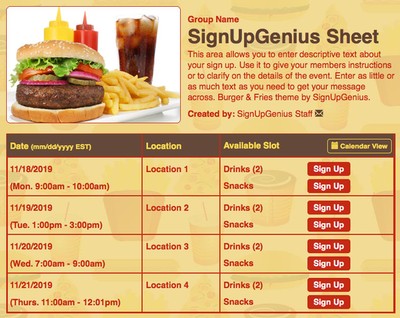 Group Name
SignUpGenius Sheet
This area allows you to enter descriptive text about
your sign up. Use it to give your members instructions
or to clarify on the details of the event. Enter as little or
as much text as you need to get your message
across. Burger & Fries theme by SignUpGenius.
Created by: SignUpGenius Staff
Date (mm/dd/yyyy EST) Location Available Slot Calendar View
11/18/2019 Location 1 Drinks (2) Sign Up
(Mon. 9:00am - 10:00am) Snacks Sign Up
11/19/2019 Location 2 Drinks (2) Sign Up
(Tue. 1:00pm - 3:00pm) Snacks Sign Up
11/20/2019 Location 3 Drinks (2) Sign Up
(Wed. 7:00am - 9:00am) Snacks Sign Up
11/21/2019 Location 4 Drinks (2) Sign Up
(Thurs. 11:00am - 12:01pm) Snacks Sign Up